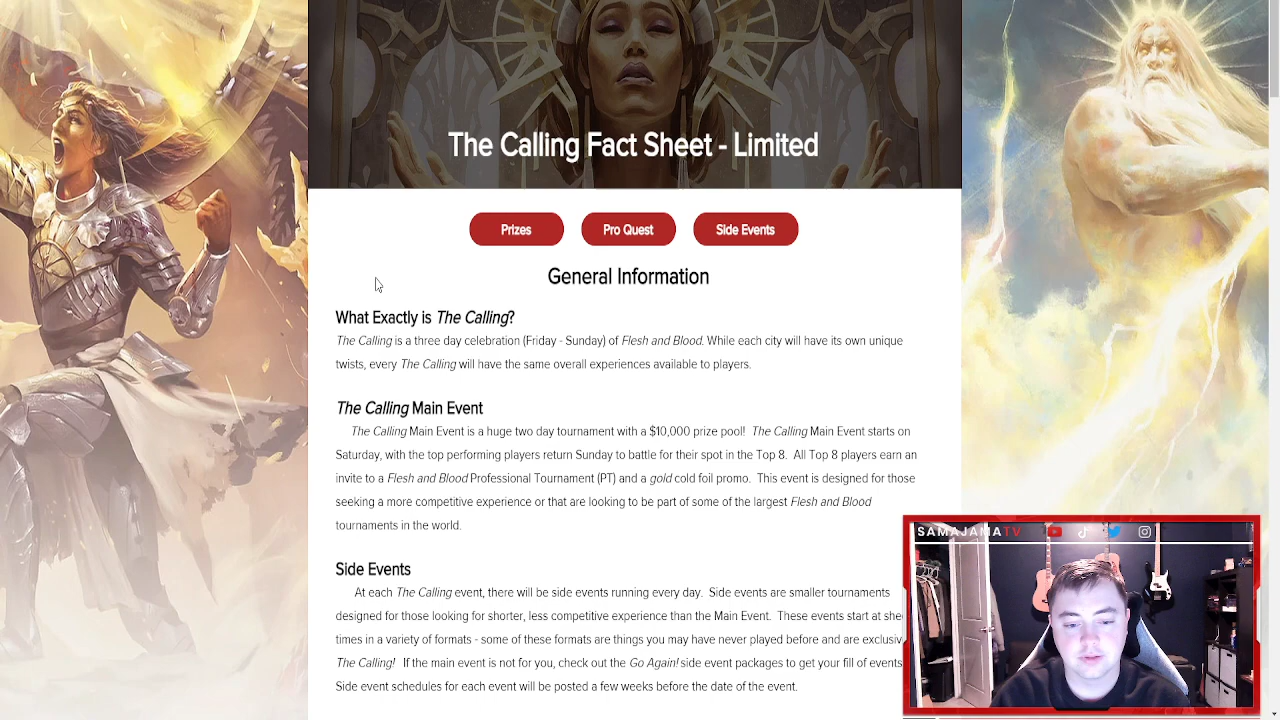 The Calling Fact Sheet - Limited
Prizes
Pro Quest
Side Events
General Information
What Exactly is The Calling?
The Calling is a three day celebration (Friday - Sunday) of Flesh and Blood. While each city will have its own unique
twists, every The Calling will have the same overall experiences available to players.
The Calling Main Event
The Calling Main Event is a huge two day tournament with a $10,000 prize pool! The Calling Main Event starts on
Saturday, with the top performing players return Sunday to battle for their spot in the Top 8. All Top 8 players earn an
invite to a Flesh and Blood Professional Tournament (PT) and a gold cold foil promo. This event is designed for those
seeking a more competitive experience or that are looking to be part of some of the largest Flesh and Blood
tournaments in the world.
Side Events
At each The Calling event, there will be side events running every day. Side events are smaller tournaments
designed for those looking for shorter, less competitive experience than the Main Event. These events start at
times in a variety of formats - some of these formats are things you may have never played before and are
The Calling! If the main event is not for you, check out the Go Again! side event packages to get your fill of events
Side event schedules for each event will be posted a few weeks before the date of the event.
SAMAJAMATV